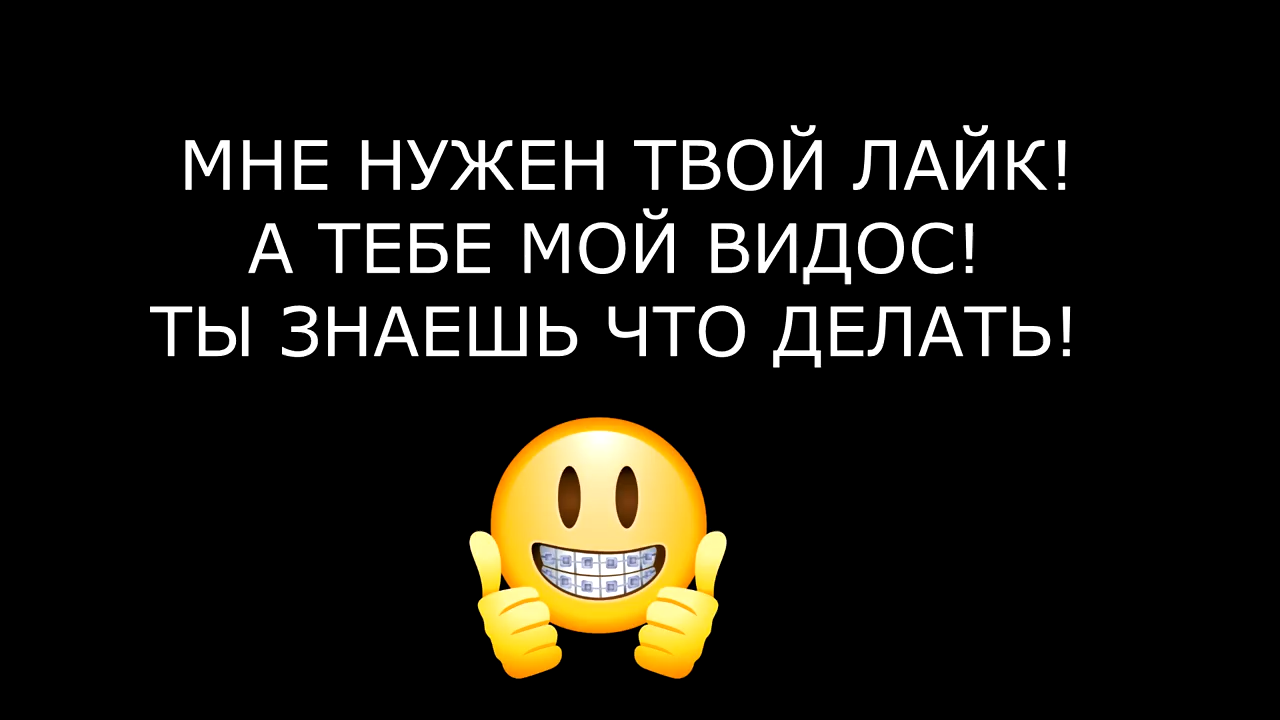 МНЕ НУЖЕН ТВОЙ ЛАЙК!
А ТЕБЕ МОЙ ВИДОС!
ТЫ ЗНАЕШЬ ЧТО ДЕЛАТЬ!